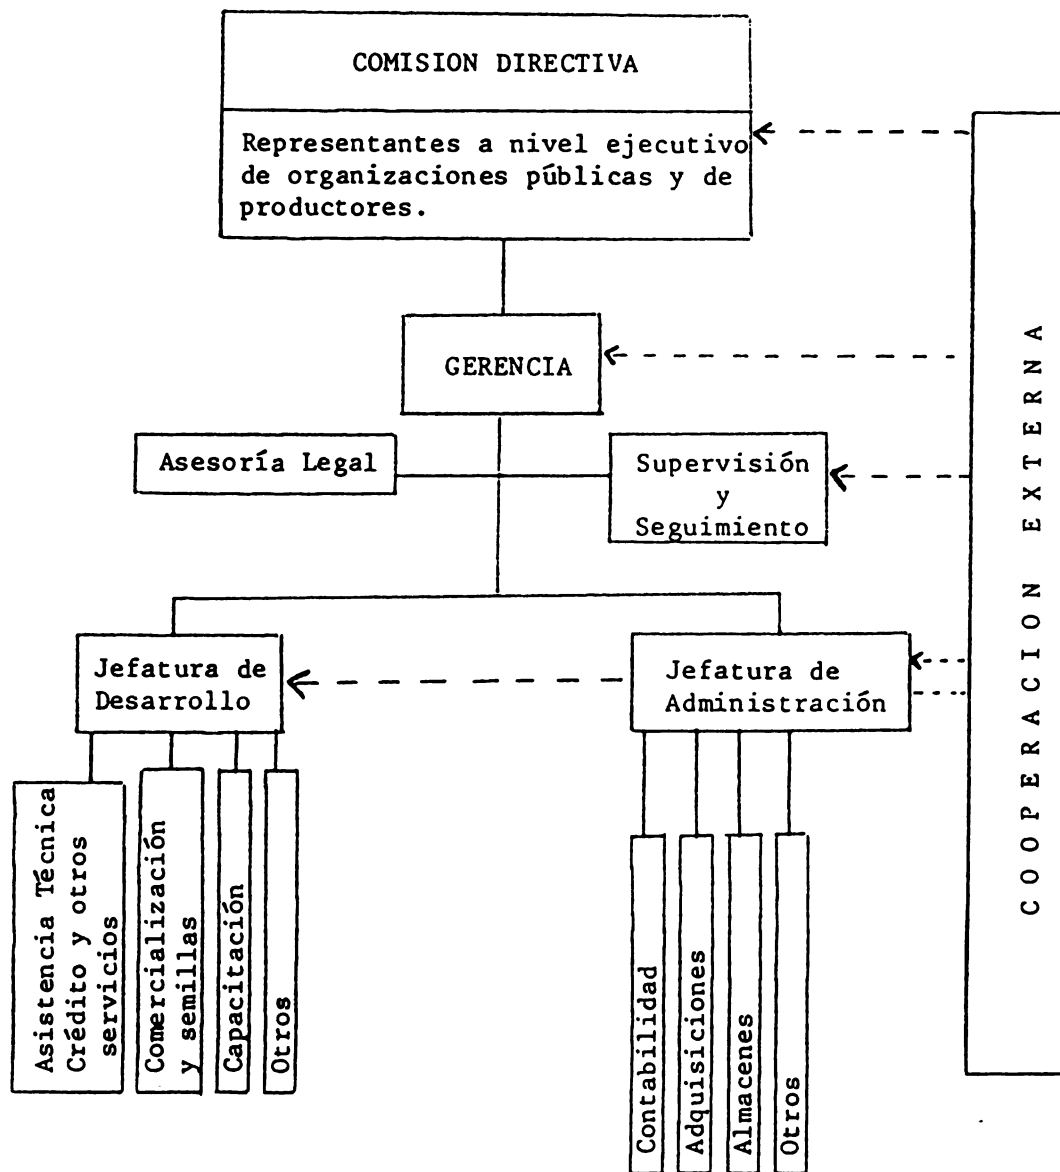 COMISION DIRECTIVA
Representantes a nivel ejecutivo
de organizaciones públicas y de
productores.
GERENCIA
Asesoría Legal
Supervisión
y
Seguimiento
Jefatura de
Desarrollo
Jefatura de
Administración
Asistencia Técnica
Crédito y otros
servicios
Comercialización
y semillas
Capacitación
Otros
Contabilidad
Adquisiciones
Almacenes
Otros
COOPERACION EXTERNA